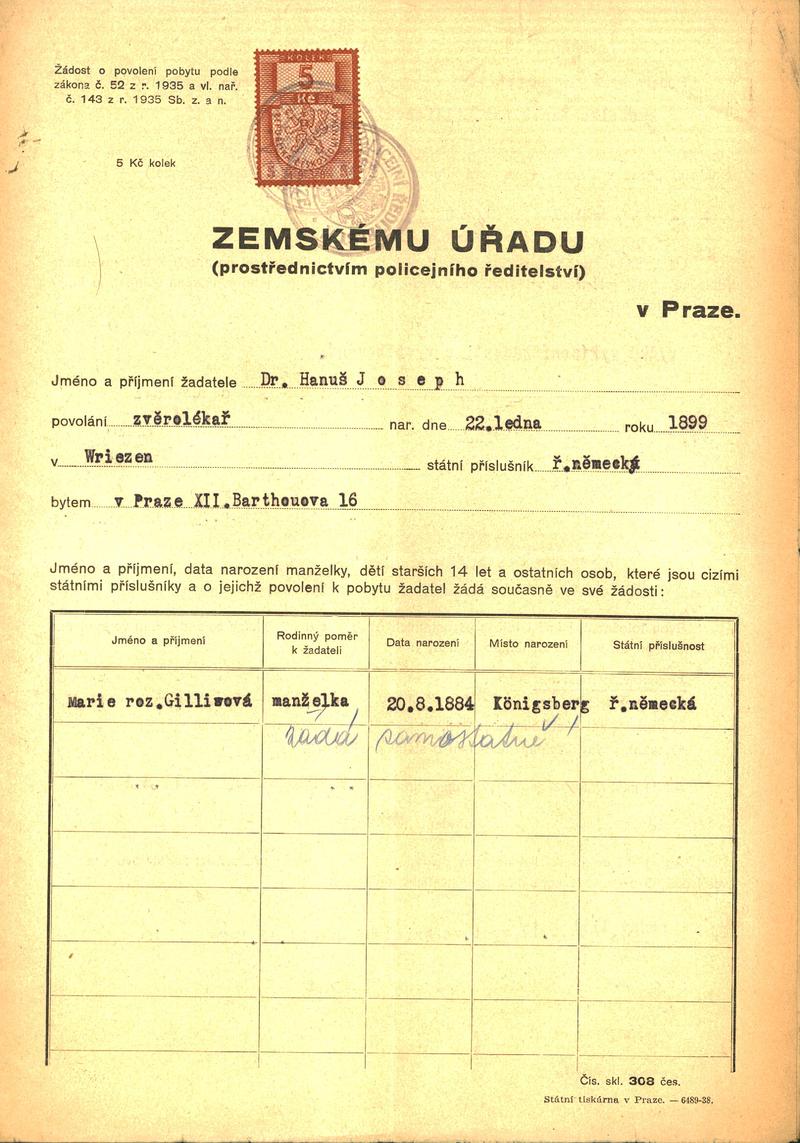 Žádost o povolení pobytu podle
zákona č. 52 z r. 1935 a vl. nař.
č. 143 z r. 1935 Sb. z. a n.
5 Kč kolek
KOLEK
5
Kč
ZEMSKÉMU ÚŘADU
(prostřednictvím policejního ředitelství)
v Praze.
Jméno a příjmení žadatele Dr. Hanuš J o s e p h
povolání zvěrolékař nar. dne 22.ledna roku 1899
v Wriezen státní příslušník ř.německý
bytem v Praze XII.Barthouova 16
Jméno a příjmení, data narození manželky, dětí starších 14 let a ostatních osob, které jsou cizími
státními příslušníky a o jejichž povolení k pobytu žadatel žádá současně ve své žádosti:
Jméno a příjmení Rodinný poměr k žadateli Data narození Místo narození Státní příslušnost
Marie roz.Gilliwová manželka 20.8.1884 Königsberg ř.německá
žádá samostatně!
Čís. skl. 308 čes.
Státní tiskárna v Praze. — 6489-38.